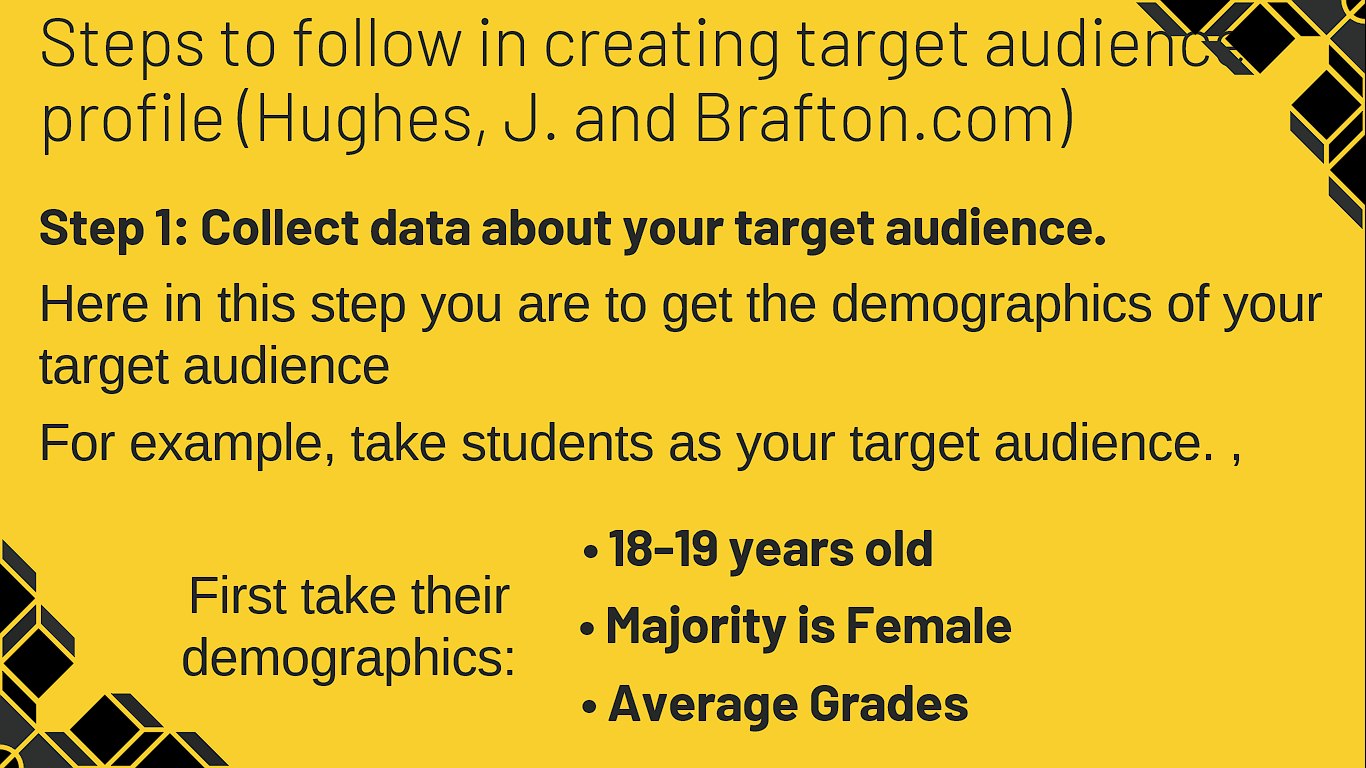 Steps to follow in creating target audience
profile (Hughes, J. and Brafton.com)
Step 1: Collect data about your target audience.
Here in this step you are to get the demographics of your
target audience
For example, take students as your target audience. ,
First take their
demographics:
• 18-19 years old
• Majority is Female
• Average Grades